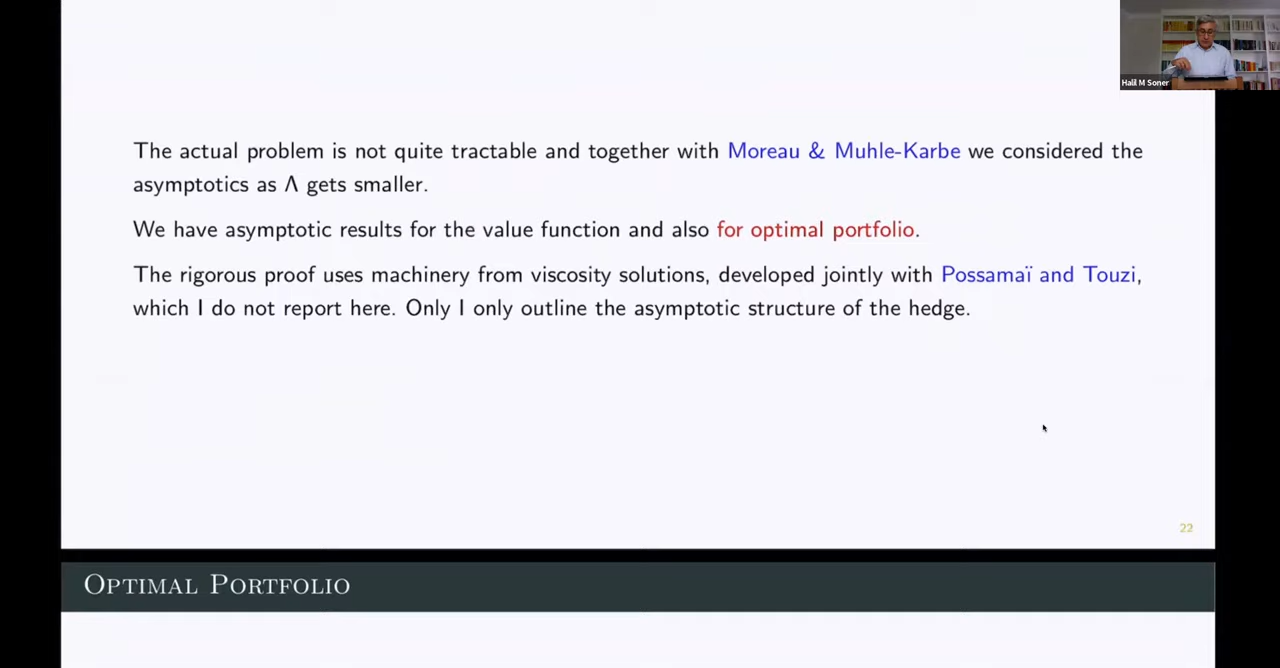 Halil M Soner
The actual problem is not quite tractable and together with Moreau & Muhle-Karbe we considered the
asymptotics as Λ gets smaller.
We have asymptotic results for the value function and also for optimal portfolio.
The rigorous proof uses machinery from viscosity solutions, developed jointly with Possamaï and Touzi,
which I do not report here. Only I only outline the asymptotic structure of the hedge.
22
Optimal Portfolio